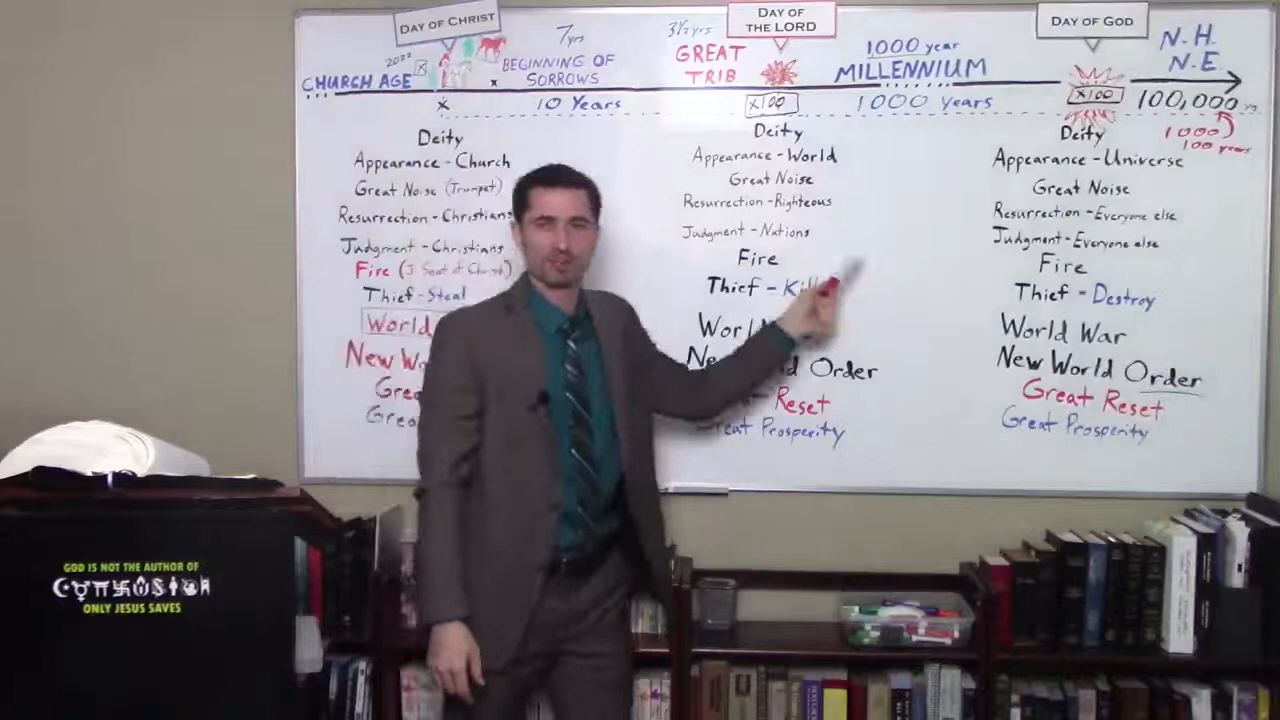 DAY OF CHRIST
DAY OF
THE LORD
DAY OF GOD
2022
7yrs
BEGINNING OF
SORROWS
3½yrs
GREAT
TRIB
1000 year
MILLENNIUM
N.H.
N.E.
CHURCH AGE
x
10 Years
x100
1000 Years
x100
100,000 yrs
1000
100 years
Deity
Appearance - Church
Great Noise (Trumpet)
Resurrection - Christians
Judgment - Christians
Fire (J. Seat of Christ)
Thief - Steal
World
New
Great
Deity
Appearance - World
Great Noise
Resurrection - Righteous
Judgment - Nations
Fire
Thief - Kill
Order
Reset
Great Prosperity
Deity
Appearance - Universe
Great Noise
Resurrection - Everyone else
Judgment - Everyone else
Fire
Thief - Destroy
World War
New World Order
Great Reset
Great Prosperity
GOD IS NOT THE AUTHOR OF
ONLY JESUS SAVES